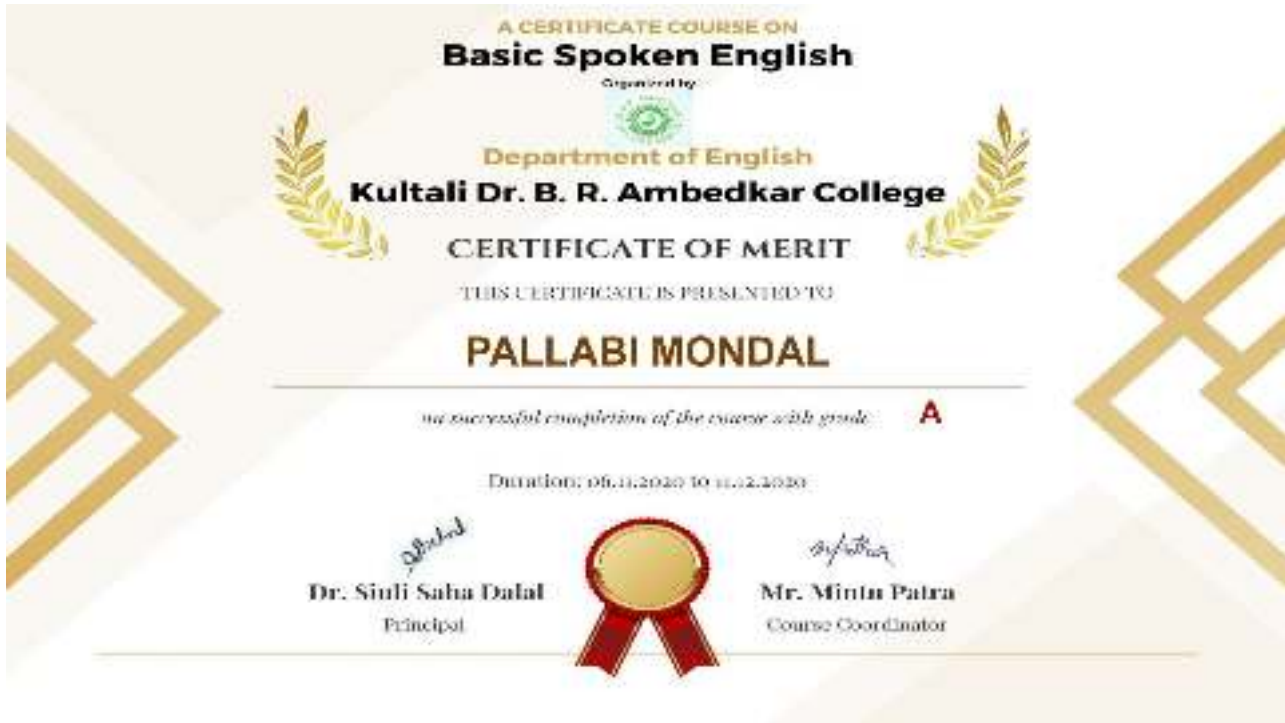 A CERTIFICATE COURSE ON
Basic Spoken English
Organized by
Department of English
Kultali Dr. B. R. Ambedkar College
CERTIFICATE OF MERIT
THIS CERTIFICATE IS PRESENTED TO
PALLABI MONDAL
on successful completion of the course with grade A
Duration: 06.11.2020 to 11.12.2020
Dr. Siuli Saha Dalal
Principal
Mr. Mintu Patra
Course Coordinator